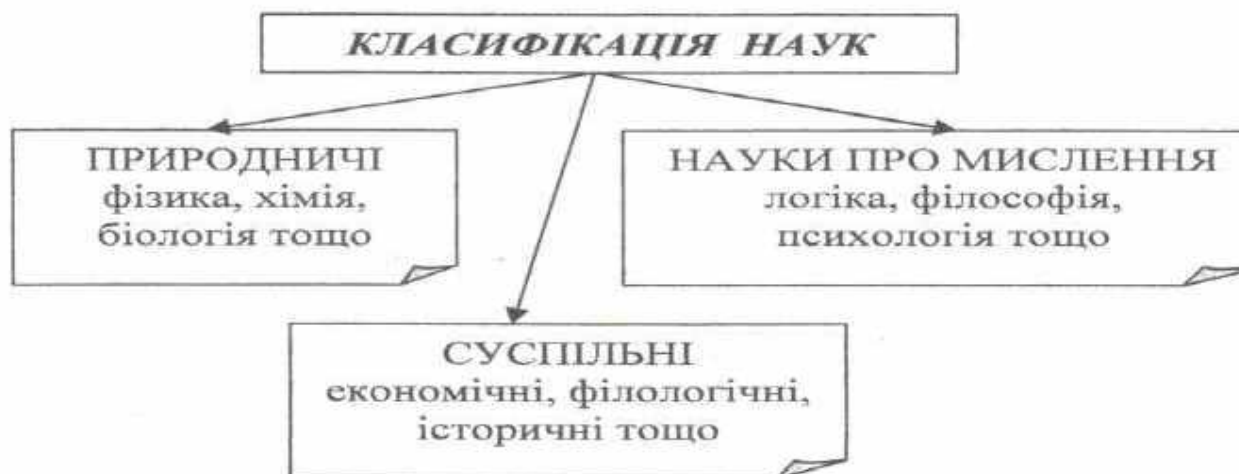 КЛАСИФІКАЦІЯ НАУК
ПРИРОДНИЧІ
фізика, хімія,
біологія тощо
НАУКИ ПРО МИСЛЕННЯ
логіка, філософія,
психологія тощо
СУСПІЛЬНІ
економічні, філологічні,
історичні тощо